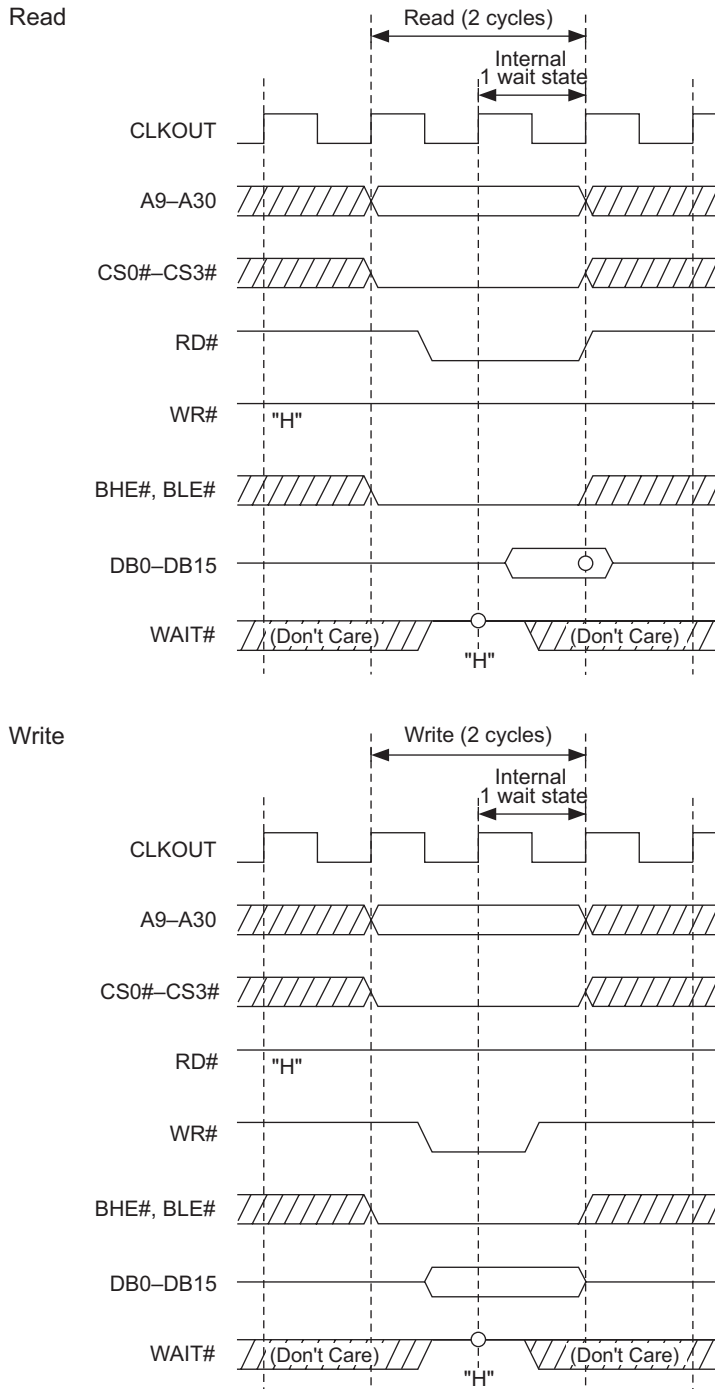 Read
Read (2 cycles)
Internal
1 wait state
CLKOUT
A9–A30
CS0#–CS3#
RD#
WR#
"H"
BHE#, BLE#
DB0–DB15
WAIT#
(Don't Care)
(Don't Care)
"H"
Write
Write (2 cycles)
Internal
1 wait state
CLKOUT
A9–A30
CS0#–CS3#
RD#
"H"
WR#
BHE#, BLE#
DB0–DB15
WAIT#
(Don't Care)
(Don't Care)
"H"